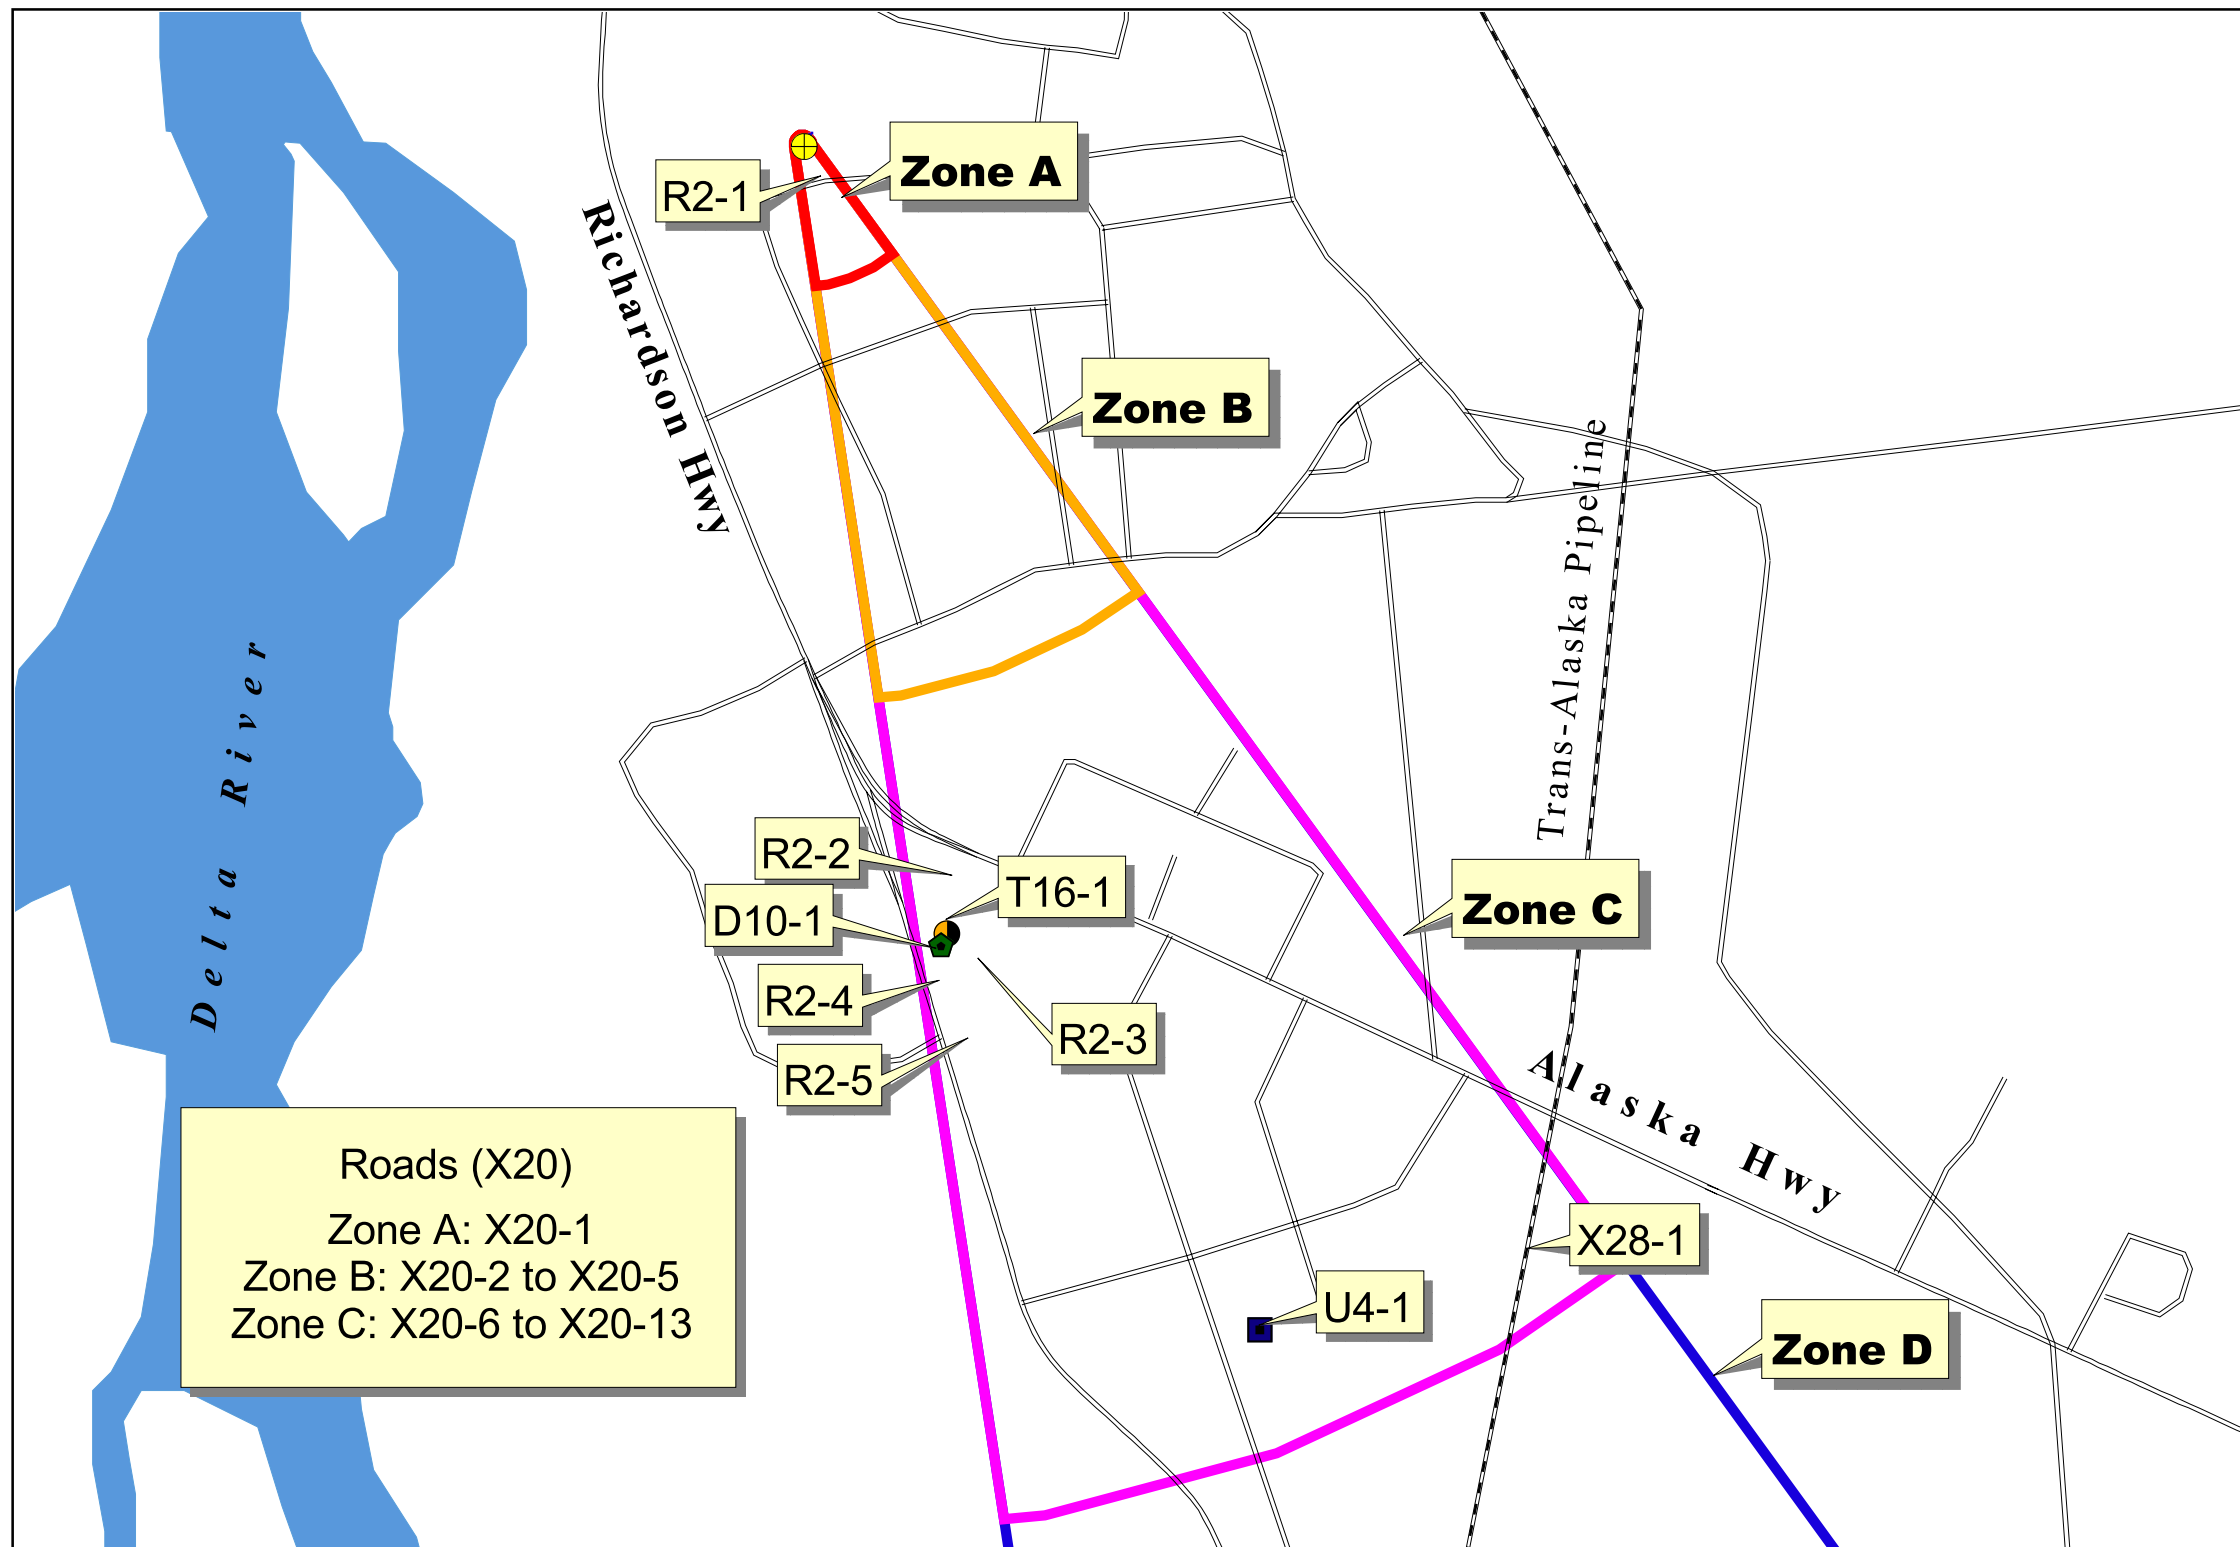 Zone A
R2-1
Richardson Hwy
Zone B
Trans-Alaska Pipeline
Delta River
R2-2
T16-1
Zone C
D10-1
R2-4
R2-3
R2-5
Alaska Hwy
Roads (X20)
Zone A: X20-1
Zone B: X20-2 to X20-5
Zone C: X20-6 to X20-13
X28-1
U4-1
Zone D